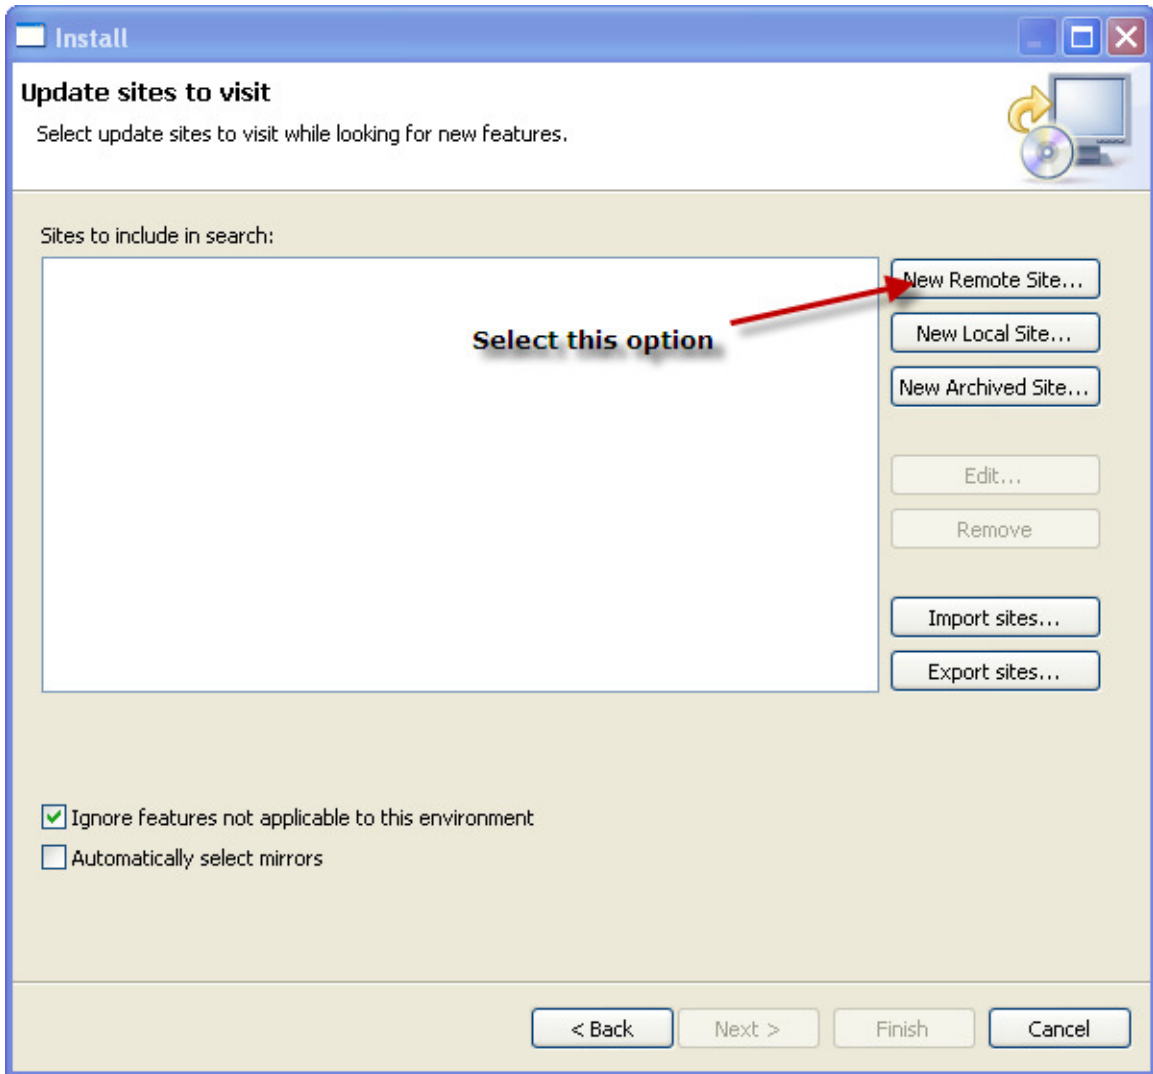 Install
Update sites to visit
Select update sites to visit while looking for new features.
Sites to include in search:
New Remote Site...
Select this option
New Local Site...
New Archived Site...
Edit...
Remove
Import sites...
Export sites...
Ignore features not applicable to this environment
Automatically select mirrors
< Back
Next >
Finish
Cancel